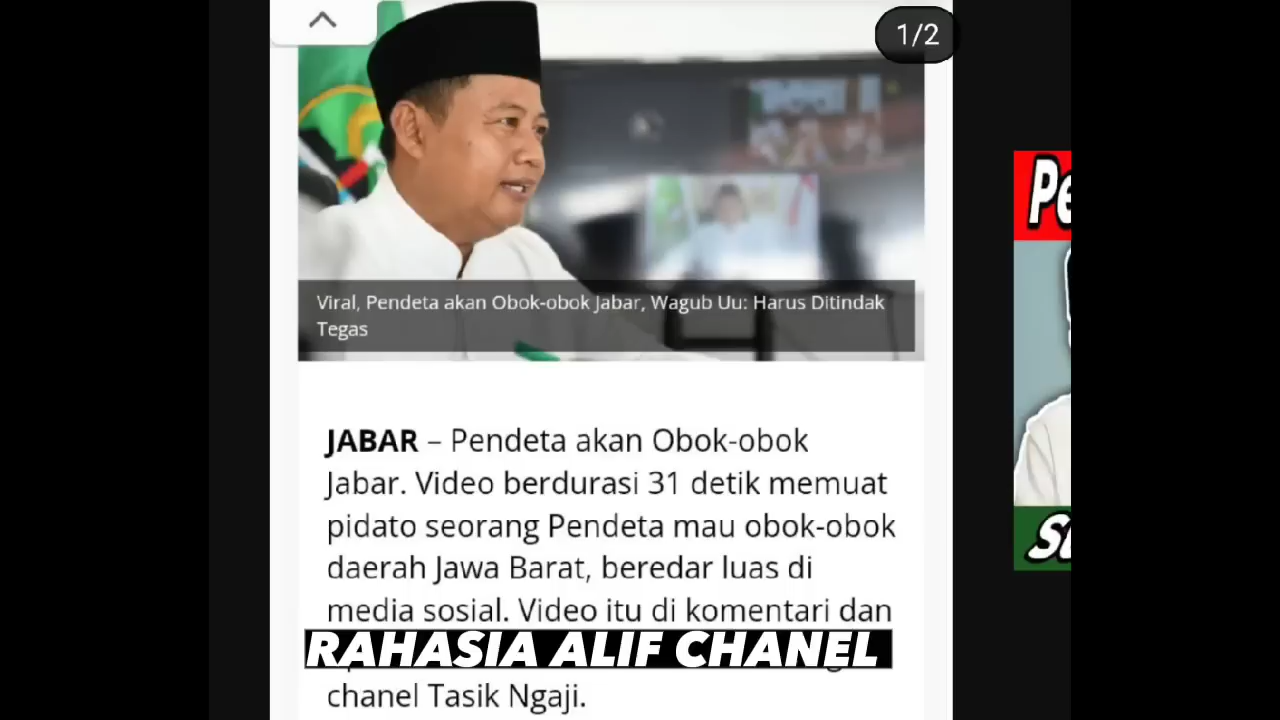 1/2
Viral, Pendeta akan Obok-obok Jabar, Wagub Uu: Harus Ditindak
Tegas
JABAR – Pendeta akan Obok-obok
Jabar. Video berdurasi 31 detik memuat
pidato seorang Pendeta mau obok-obok
daerah Jawa Barat, beredar luas di
media sosial. Video itu di komentari dan
RAHASIA ALIF CHANEL
chanel Tasik Ngaji.